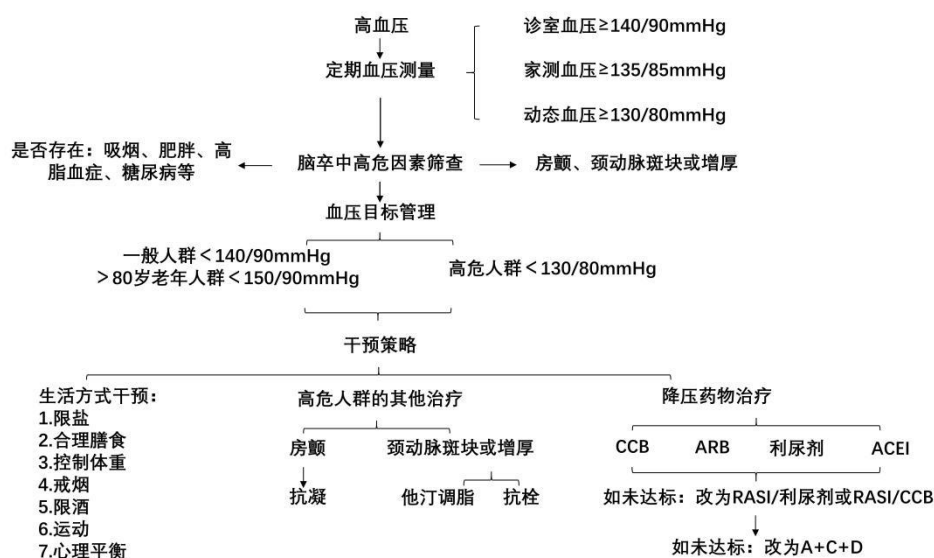 高血压
诊室血压≥140/90mmHg
定期血压测量
家测血压≥135/85mmHg
动态血压≥130/80mmHg
是否存在：吸烟、肥胖、高
脂血症、糖尿病等
脑卒中高危因素筛查
房颤、颈动脉斑块或增厚
血压目标管理
一般人群＜140/90mmHg
＞80岁老年人群＜150/90mmHg
高危人群＜130/80mmHg
干预策略
生活方式干预：
1.限盐
2.合理膳食
3.控制体重
4.戒烟
5.限酒
6.运动
7.心理平衡
高危人群的其他治疗
房颤
颈动脉斑块或增厚
抗凝
他汀调脂
抗栓
降压药物治疗
CCB
ARB
利尿剂
ACEI
如未达标：改为RASI/利尿剂或RASI/CCB
如未达标：改为A+C+D